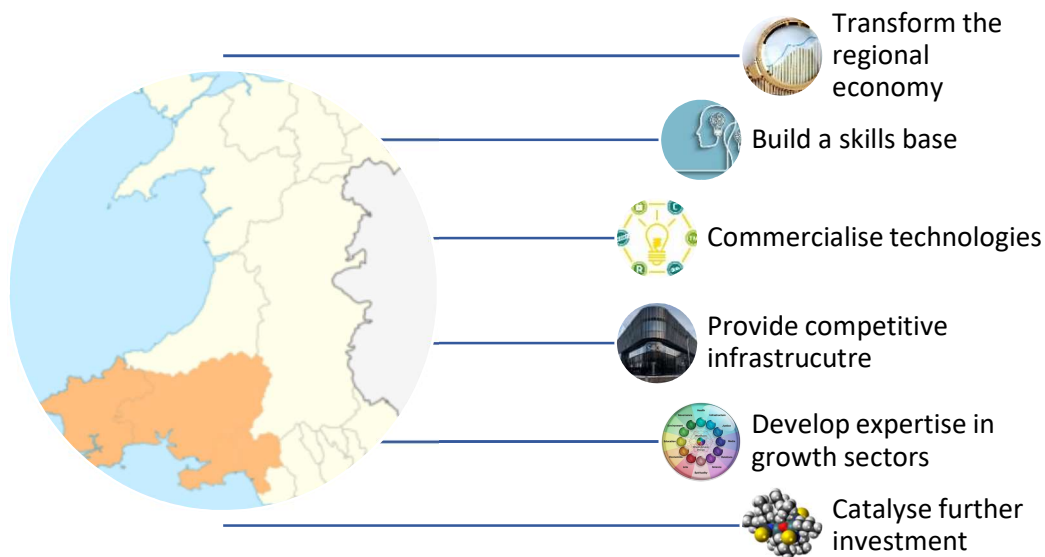 Transform the
regional
economy
Build a skills base
Commercialise technologies
Provide competitive
infrastrucutre
Develop expertise in
growth sectors
Catalyse further
investment